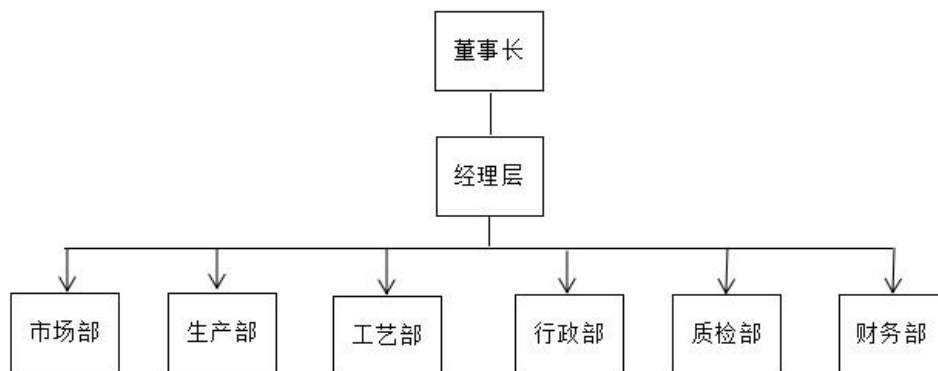 董事长
经理层
市场部
生产部
工艺部
行政部
质检部
财务部